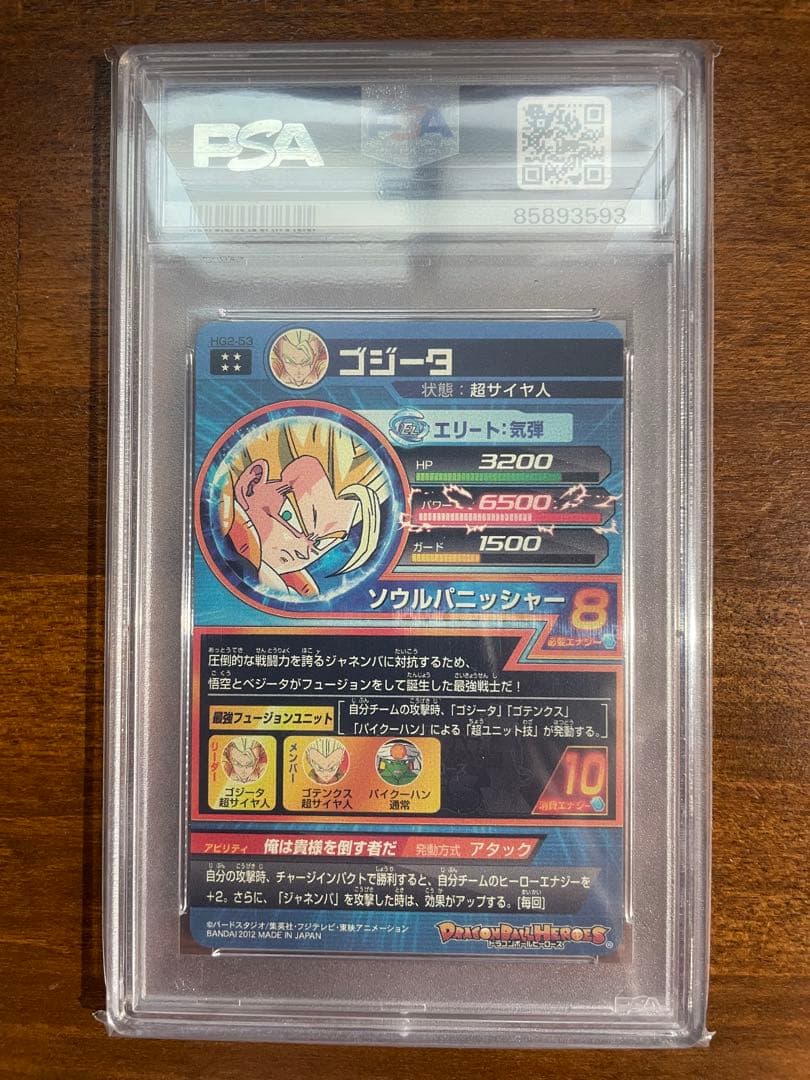 PSA
PSA
85893593
HG2-53
ゴジータ
状態：超サイヤ人
EL エリート：気弾
HP 3200
パワー 6500
ガード 1500
ソウルパニッシャー 8
必要エナジー
圧倒的な戦闘力を誇るジャネンバに対抗するため、
悟空とベジータがフュージョンをして誕生した最強戦士だ！
最強フュージョンユニット
自分チームの攻撃時、「ゴジータ」「ゴテンクス」
「パイクーハン」による「超ユニット技」が発動する。
リーダー
ゴジータ
超サイヤ人
メンバー
ゴテンクス
超サイヤ人
パイクーハン
通常
10
消費エナジー
アビリティ 俺は貴様を倒す者だ 発動方式 アタック
自分の攻撃時、チャージインパクトで勝利すると、自分チームのヒーローエナジーを
+2。さらに、「ジャネンバ」を攻撃した時は、効果がアップする。[毎回]
©バードスタジオ/集英社・フジテレビ・東映アニメーション
BANDAI 2012 MADE IN JAPAN
DRAGON BALL HEROES
ドラゴンボールヒーローズ
PSA